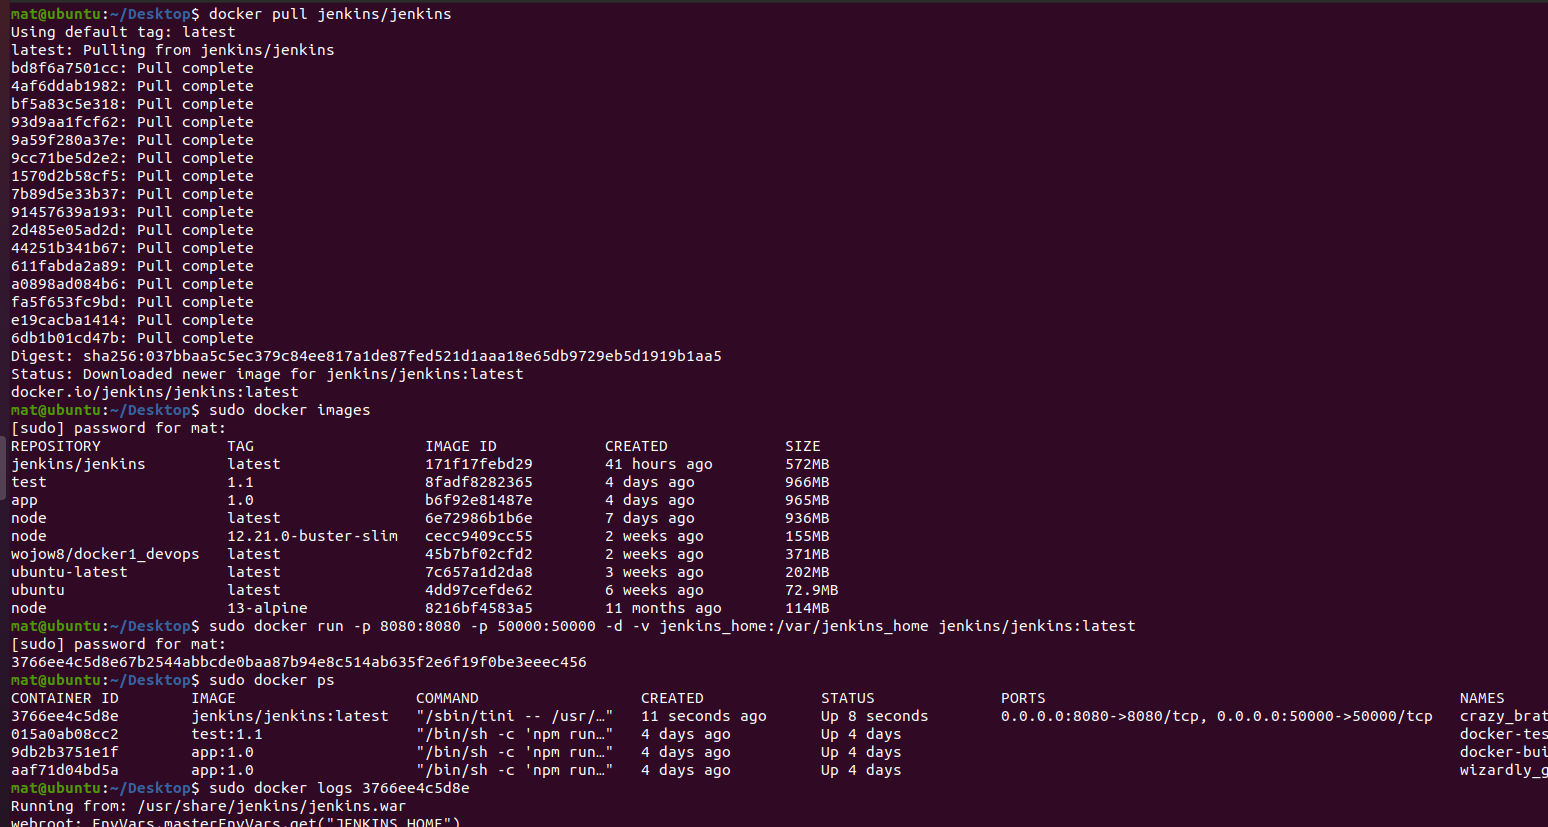 mat@ubuntu:~/Desktop$ docker pull jenkins/jenkins
Using default tag: latest
latest: Pulling from jenkins/jenkins
bd8f6a7501cc: Pull complete
4af6ddab1982: Pull complete
bf5a83c5e318: Pull complete
93d9aa1fcf62: Pull complete
9a59f280a37e: Pull complete
9cc71be5d2e2: Pull complete
1570d2b58cf5: Pull complete
7b89d5e33b37: Pull complete
91457639a193: Pull complete
2d485e05ad2d: Pull complete
44251b341b67: Pull complete
611fabda2a89: Pull complete
a0898ad084b6: Pull complete
fa5f653fc9bd: Pull complete
e19cacba1414: Pull complete
6db1b01cd47b: Pull complete
Digest: sha256:037bbaa5c5ec379c84ee817a1de87fed521d1aaa18e65db9729eb5d1919b1aa5
Status: Downloaded newer image for jenkins/jenkins:latest
docker.io/jenkins/jenkins:latest
mat@ubuntu:~/Desktop$ sudo docker images
[sudo] password for mat:
REPOSITORY TAG IMAGE ID CREATED SIZE
jenkins/jenkins latest 171f17febd29 41 hours ago 572MB
test 1.1 8fadf8282365 4 days ago 966MB
app 1.0 b6f92e81487e 4 days ago 965MB
node latest 6e72986b1b6e 7 days ago 936MB
node 12.21.0-buster-slim cecc9409cc55 2 weeks ago 155MB
wojow8/docker1_devops latest 45b7bf02cfd2 2 weeks ago 371MB
ubuntu-latest latest 7c657a1d2da8 3 weeks ago 202MB
ubuntu latest 4dd97cefde62 6 weeks ago 72.9MB
node 13-alpine 8216bf4583a5 11 months ago 114MB
mat@ubuntu:~/Desktop$ sudo docker run -p 8080:8080 -p 50000:50000 -d -v jenkins_home:/var/jenkins_home jenkins/jenkins:latest
[sudo] password for mat:
3766ee4c5d8e67b2544abbcde0baa87b94e8c514ab635f2e6f19f0be3eeec456
mat@ubuntu:~/Desktop$ sudo docker ps
CONTAINER ID IMAGE COMMAND CREATED STATUS PORTS NAMES
3766ee4c5d8e jenkins/jenkins:latest "/sbin/tini -- /usr/…" 11 seconds ago Up 8 seconds 0.0.0.0:8080->8080/tcp, 0.0.0.0:50000->50000/tcp crazy_brat
015a0ab08cc2 test:1.1 "/bin/sh -c 'npm run…" 4 days ago Up 4 days docker-tes
9db2b3751e1f app:1.0 "/bin/sh -c 'npm run…" 4 days ago Up 4 days docker-bui
aaf71d04bd5a app:1.0 "/bin/sh -c 'npm run…" 4 days ago Up 4 days wizardly_g
mat@ubuntu:~/Desktop$ sudo docker logs 3766ee4c5d8e
Running from: /usr/share/jenkins/jenkins.war
webroot: EnvVars.masterEnvVars.get("JENKINS_HOME")